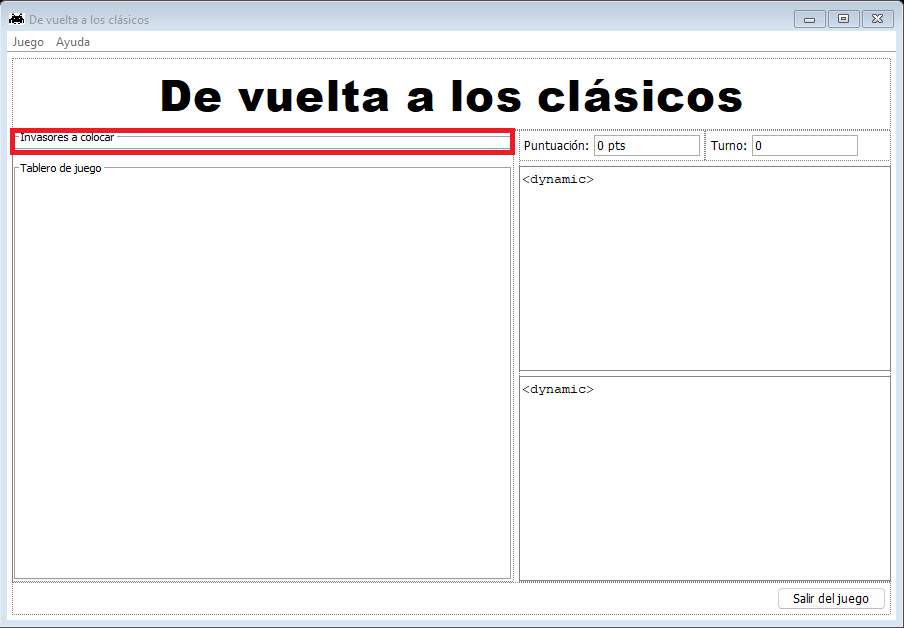 De vuelta a los clásicos
Juego Ayuda
De vuelta a los clásicos
Invasores a colocar
Puntuación: 0 pts Turno: 0
Tablero de juego
<dynamic>
<dynamic>
Salir del juego